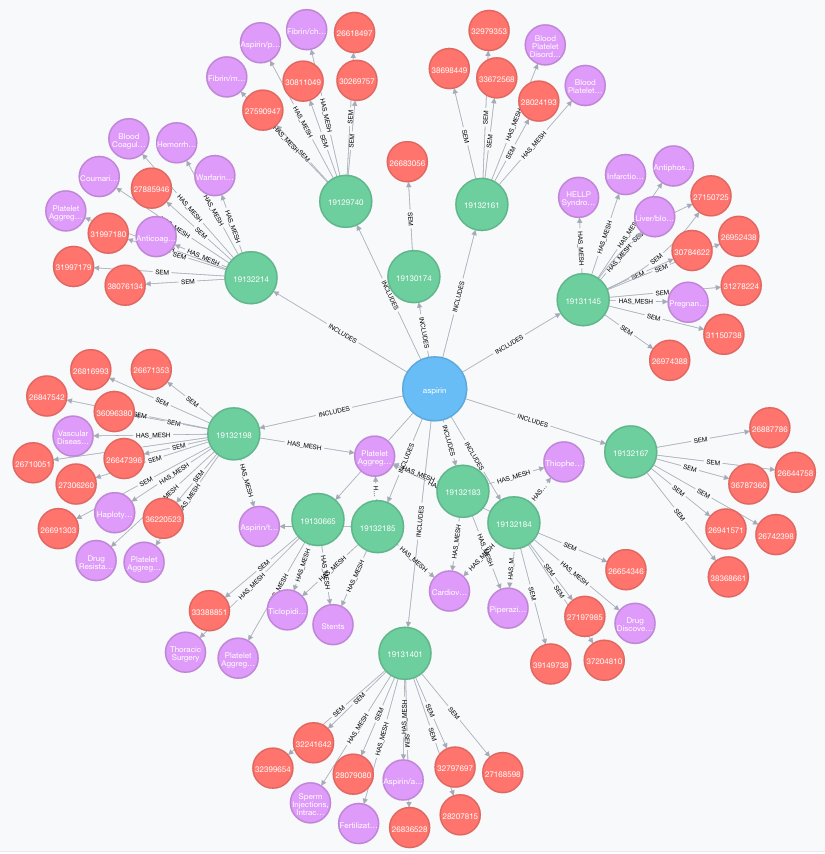 Aspirin/p...
Fibrin/ch...
26618497
Fibrin/m...
30811049
30269757
27590947
HAS_MESH
HAS_MESH
HAS_MESH
SEM
SEM
SEM
SEM
19129740
32979353
Blood
Platelet
Disord...
38698449
33672568
Blood
Platelet...
28024193
SEM
SEM
SEM
SEM
HAS_MESH
HAS_MESH
19132161
26683056
SEM
19130174
Blood
Coagul...
Hemorrh...
Coumari...
27885946
Warfarin...
Platelet
Aggreg...
31997180
Anticoag...
31997179
38076134
HAS_MESH
HAS_MESH
HAS_MESH
HAS_MESH
SEM
SEM
SEM
SEM
19132214
HELLP
Syndro...
Infarctio...
Antiphos...
27150725
Liver/blo...
26952438
30784622
31278224
Pregnan...
31150738
26974388
HAS_MESH
HAS_MESH
HAS_MESH
HAS_MESH
SEM
SEM
SEM
SEM
SEM
19131145
INCLUDES
INCLUDES
INCLUDES
INCLUDES
INCLUDES
aspirin
INCLUDES
INCLUDES
INCLUDES
INCLUDES
INCLUDES
26816993
26671353
26847542
36096380
Vascular
Diseas...
26710051
26647396
27306260
Haploty...
26691303
36220523
Drug
Resista...
Platelet
Aggreg...
SEM
SEM
SEM
SEM
SEM
SEM
SEM
HAS_MESH
HAS_MESH
HAS_MESH
HAS_MESH
HAS_MESH
19132198
Platelet
Aggreg...
HAS_MESH
19132183
Thiophe...
HAS_MESH
19132167
26887786
26644758
36787360
26742398
26941571
38368661
SEM
SEM
SEM
SEM
SEM
SEM
Aspirin/t...
19130665
19132185
19132184
33388851
Thoracic
Surgery
Platelet
Aggreg...
Ticlopidi...
Stents
Cardiov...
Piperazi...
26654346
27197985
Drug
Discove...
39149738
37204810
SEM
HAS_MESH
HAS_MESH
HAS_MESH
HAS_MESH
HAS_MESH
HAS_MESH
HAS_MESH
SEM
SEM
SEM
SEM
INCLUDES
19131401
32241642
32399654
28079080
Aspirin/a...
32797697
27168598
Sperm
Injections,
Intrac...
Fertilizat...
26836528
28207815
SEM
SEM
HAS_MESH
SEM
HAS_MESH
HAS_MESH
SEM
SEM
SEM
SEM